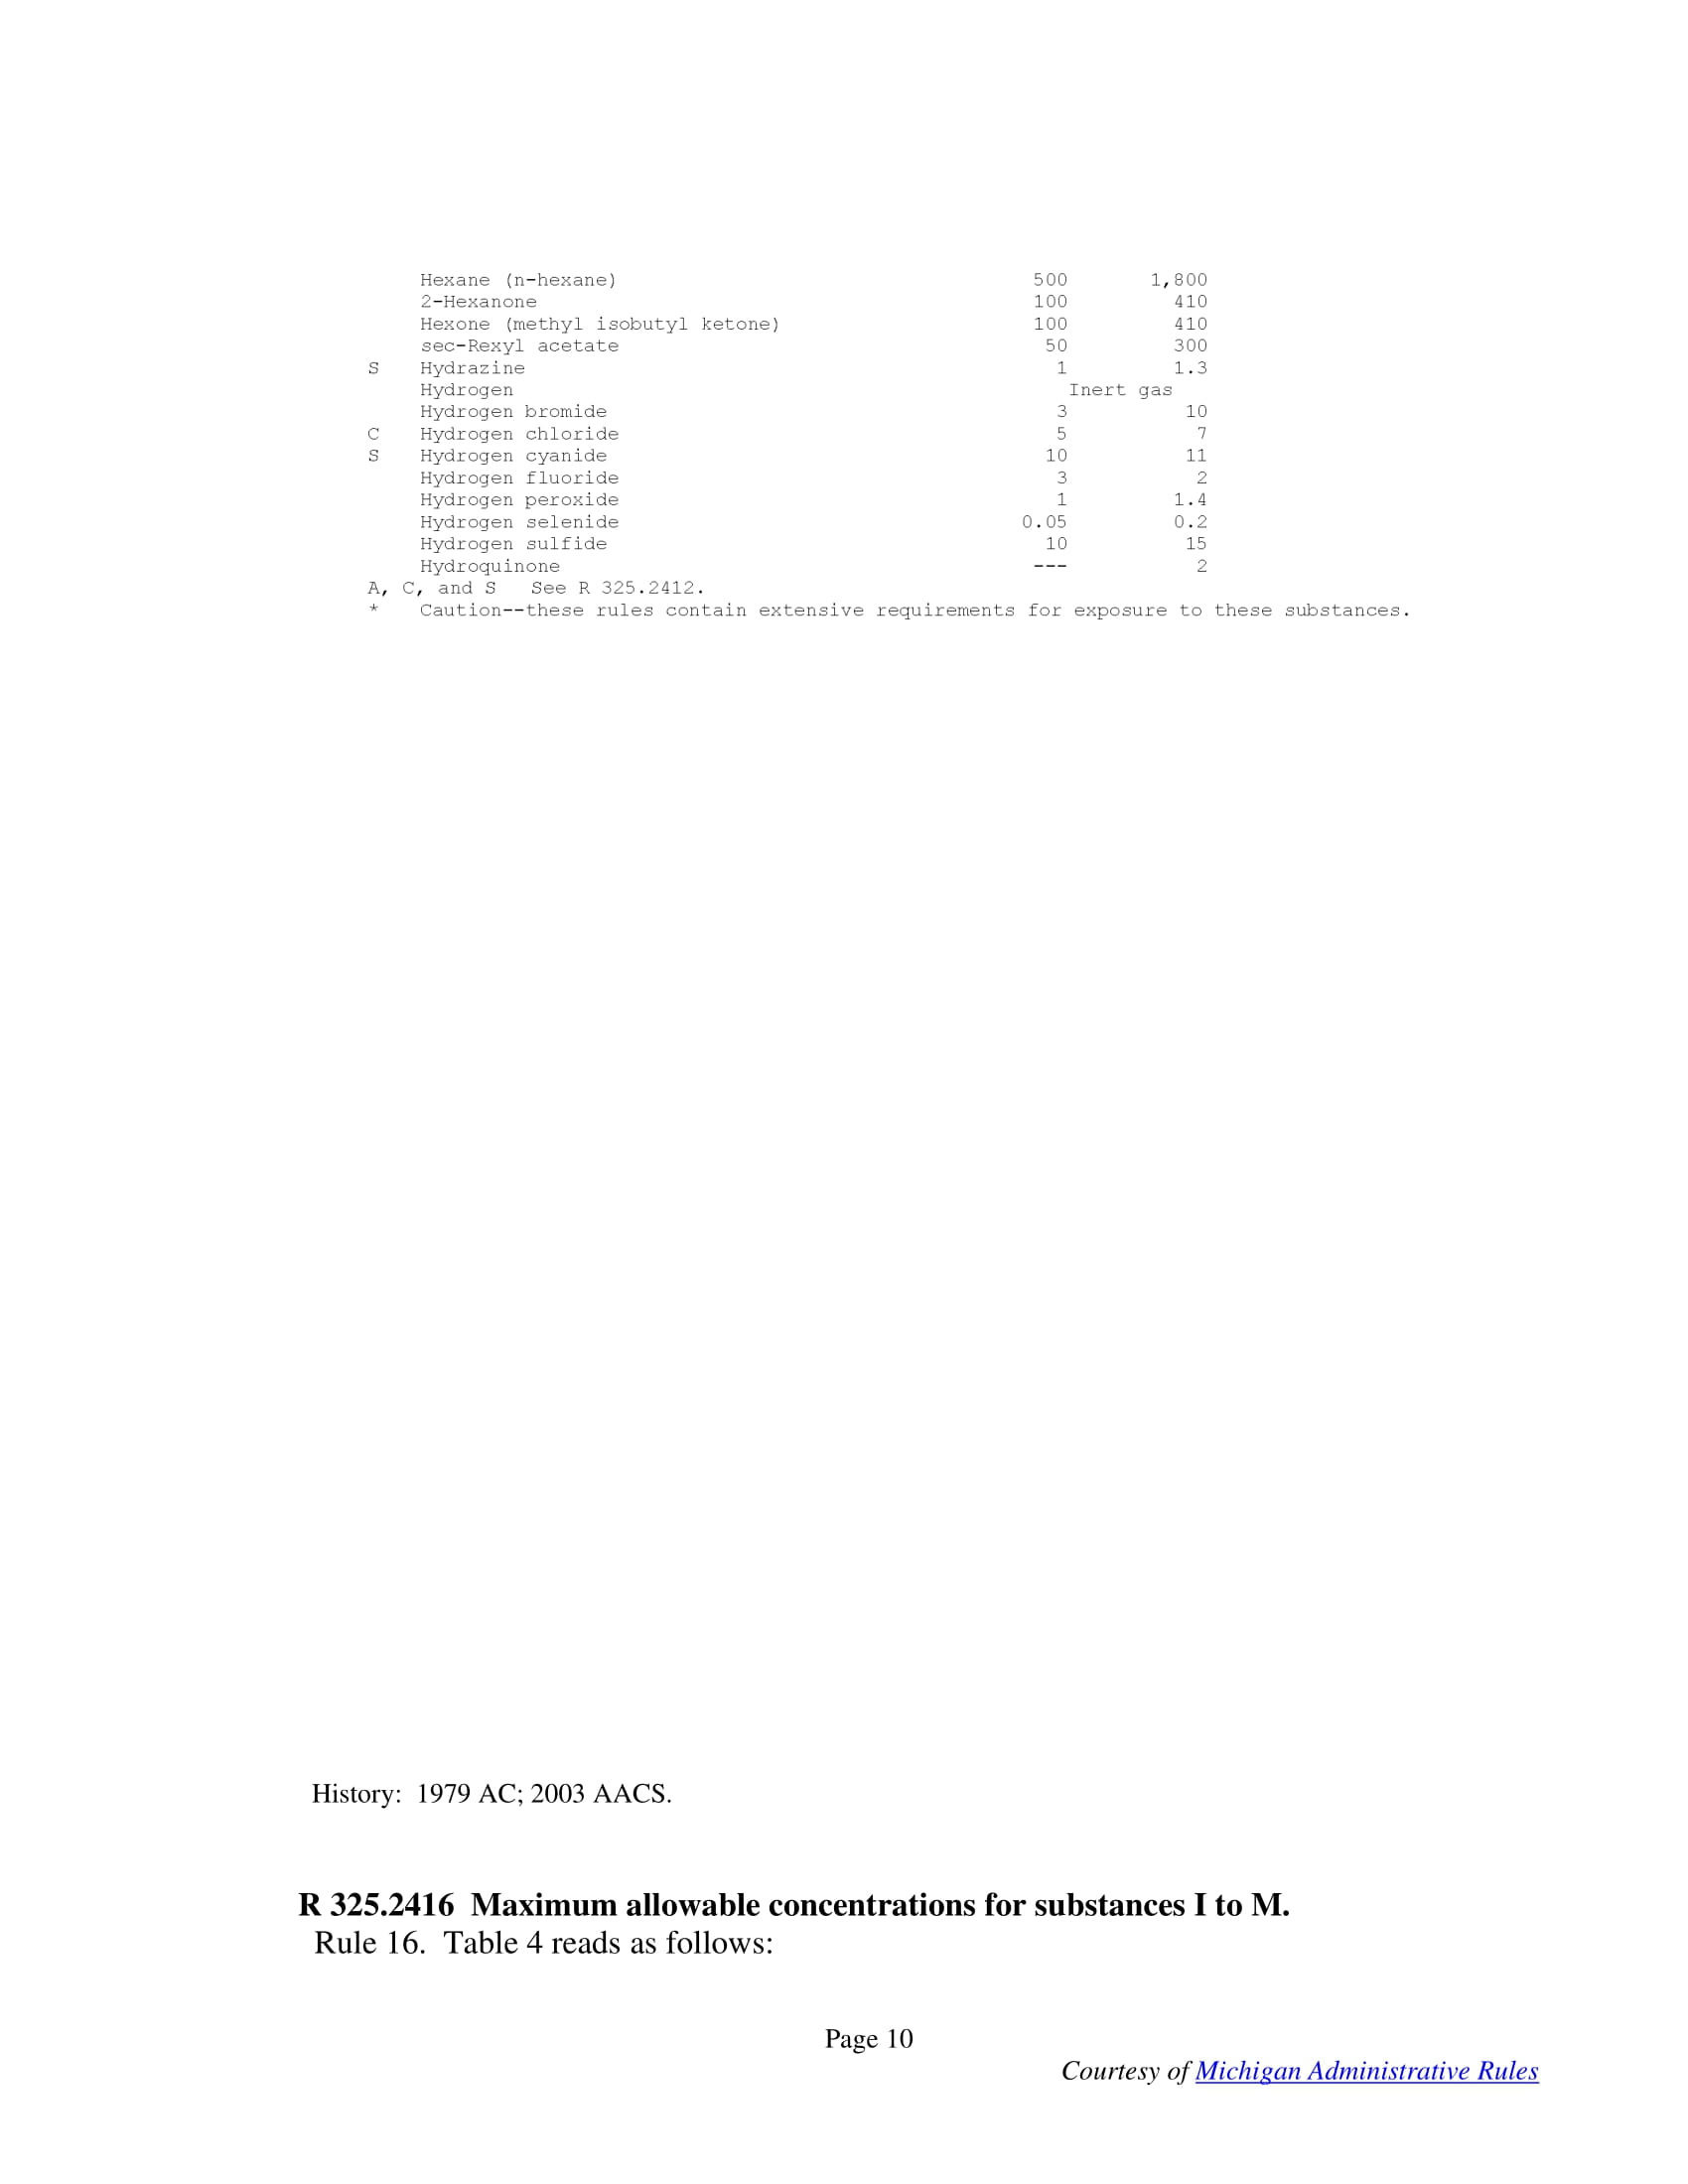 Hexane (n-hexane) 500 1,800
2-Hexanone 100 410
Hexone (methyl isobutyl ketone) 100 410
sec-Rexyl acetate 50 300
S Hydrazine 1 1.3
Hydrogen Inert gas
Hydrogen bromide 3 10
C Hydrogen chloride 5 7
S Hydrogen cyanide 10 11
Hydrogen fluoride 3 2
Hydrogen peroxide 1 1.4
Hydrogen selenide 0.05 0.2
Hydrogen sulfide 10 15
Hydroquinone --- 2
A, C, and S See R 325.2412.
* Caution--these rules contain extensive requirements for exposure to these substances.
History: 1979 AC; 2003 AACS.
R 325.2416 Maximum allowable concentrations for substances I to M.
Rule 16. Table 4 reads as follows:
Page 10
Courtesy of Michigan Administrative Rules